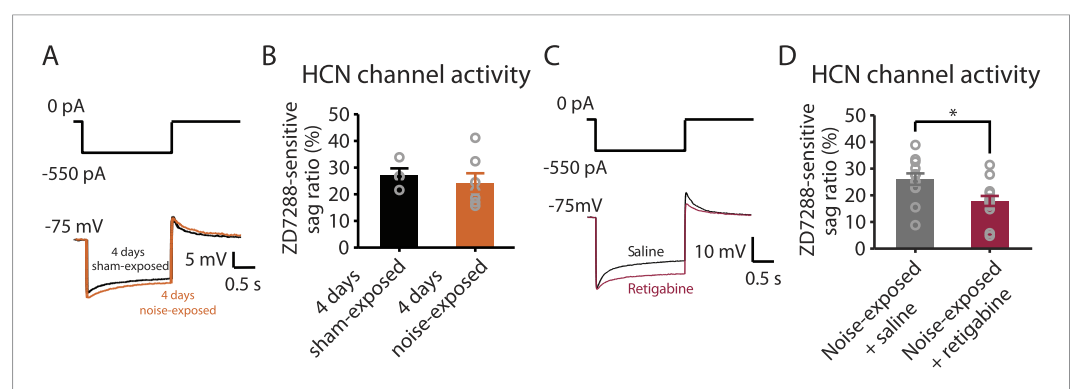 A
0 pA
-550 pA
-75 mV
4 days
sham-exposed
5 mV
0.5 s
4 days
noise-exposed
B
HCN channel activity
ZD7288-sensitive
sag ratio (%)
50
40
30
20
10
0
4 days
sham-exposed
4 days
noise-exposed
C
0 pA
-550 pA
-75mV
Saline
10 mV
0.5 s
Retigabine
D
HCN channel activity
ZD7288-sensitive
sag ratio (%)
50
40
30
20
10
0
*
Noise-exposed
+ saline
Noise-exposed
+ retigabine